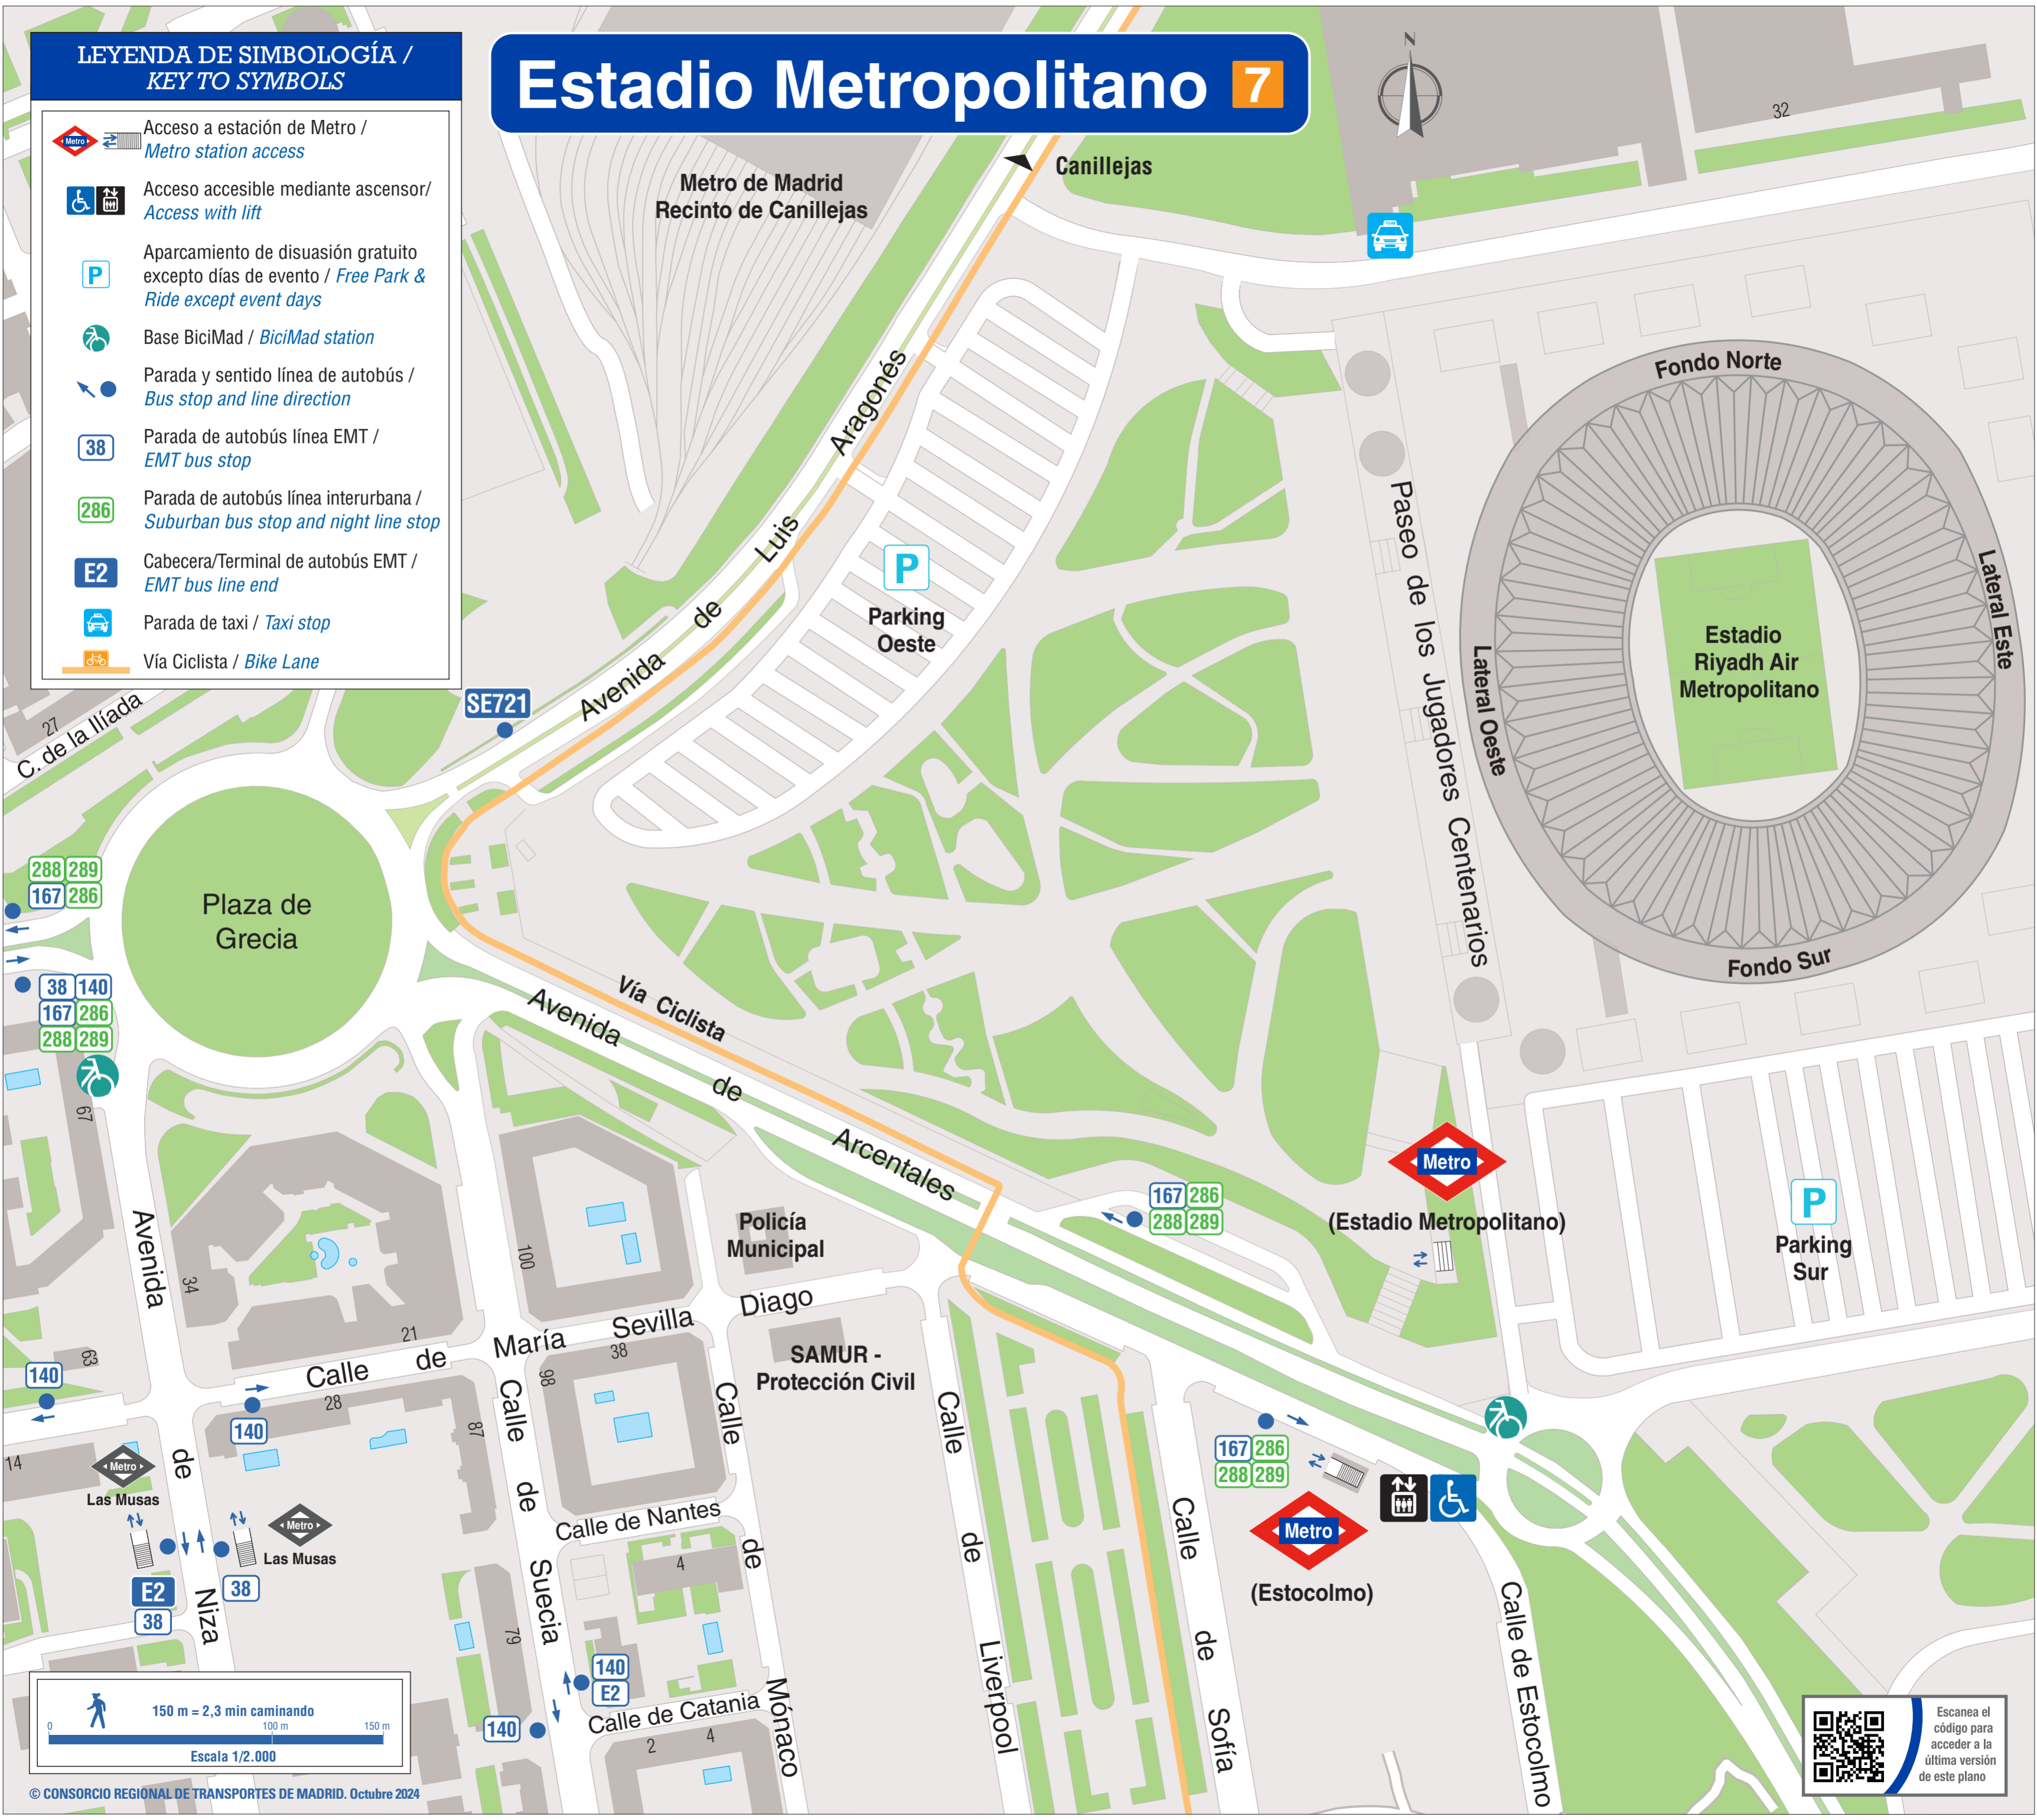 LEYENDA DE SIMBOLOGÍA /
KEY TO SYMBOLS
Metro
Acceso a estación de Metro /
Metro station access
Acceso accesible mediante ascensor/
Access with lift
P
Aparcamiento de disuasión gratuito
excepto días de evento / Free Park &
Ride except event days
Base BiciMad / BiciMad station
Parada y sentido línea de autobús /
Bus stop and line direction
38
Parada de autobús línea EMT /
EMT bus stop
286
Parada de autobús línea interurbana /
Suburban bus stop and night line stop
E2
Cabecera/Terminal de autobús EMT /
EMT bus line end
Parada de taxi / Taxi stop
Vía Ciclista / Bike Lane
Estadio Metropolitano 7
N
32
Canillejas
Metro de Madrid
Recinto de Canillejas
Avenida de Luis Aragonés
P
Parking
Oeste
Paseo de los Jugadores Centenarios
Fondo Norte
Lateral Oeste
Lateral Este
Fondo Sur
Estadio
Riyadh Air
Metropolitano
SE721
27
C. de la Ilíada
288 289
167 286
Plaza de
Grecia
38 140
167 286
288 289
67
Vía Ciclista
Avenida de Arcentales
Metro
(Estadio Metropolitano)
167 286
288 289
P
Parking
Sur
Policía
Municipal
SAMUR -
Protección Civil
100
34
21
63
Avenida de Niza
Calle de María Sevilla Diago
38
98
28
87
140
140
14
Metro
Las Musas
Metro
Las Musas
E2
38
38
Calle de Suecia
Calle de Nantes
4
79
140
E2
140
Calle de Catania
2
4
Calle de Mónaco
Calle de Liverpool
Calle de Sofía
167 286
288 289
Metro
(Estocolmo)
Calle de Estocolmo
150 m = 2,3 min caminando
0 100 m 150 m
Escala 1/2.000
© CONSORCIO REGIONAL DE TRANSPORTES DE MADRID. Octubre 2024
Escanea el
código para
acceder a la
última versión
de este plano